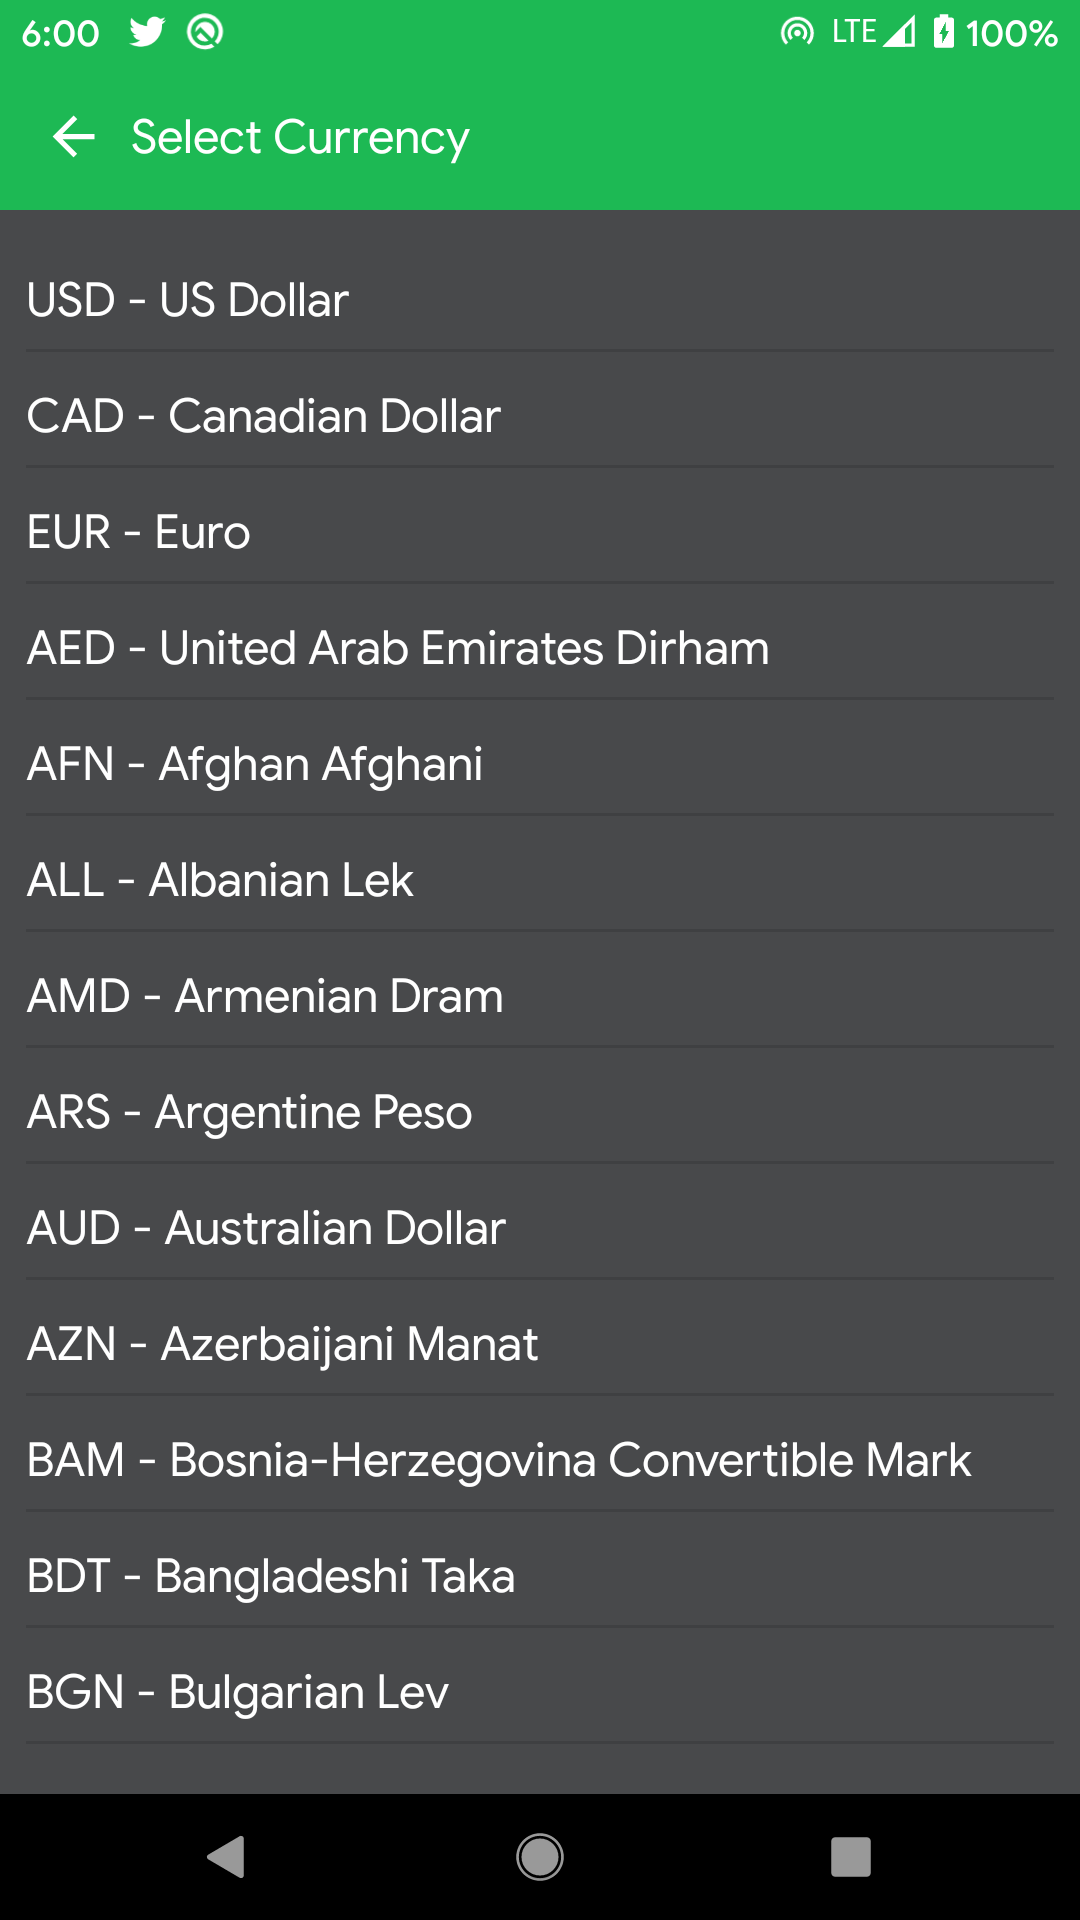 6:00 LTE 100%
Select Currency
USD - US Dollar
CAD - Canadian Dollar
EUR - Euro
AED - United Arab Emirates Dirham
AFN - Afghan Afghani
ALL - Albanian Lek
AMD - Armenian Dram
ARS - Argentine Peso
AUD - Australian Dollar
AZN - Azerbaijani Manat
BAM - Bosnia-Herzegovina Convertible Mark
BDT - Bangladeshi Taka
BGN - Bulgarian Lev